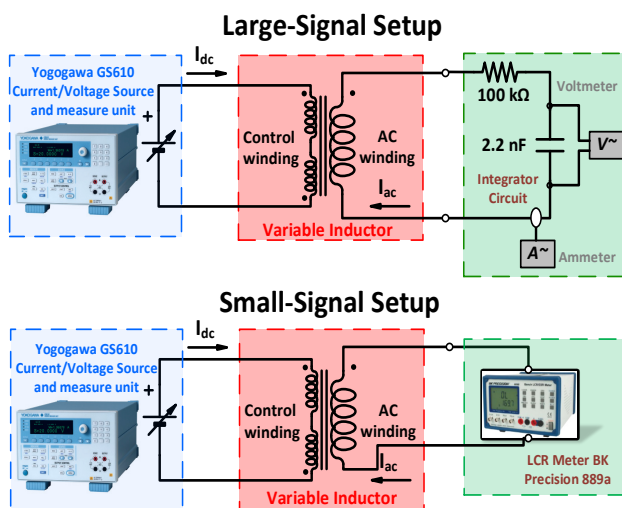 Large-Signal Setup
Yogogawa GS610
Current/Voltage Source
and measure unit
+
Idc
Control
winding
AC
winding
Iac
Variable Inductor
100 kΩ
2.2 nF
Voltmeter
V~
Integrator
Circuit
A~
Ammeter
Small-Signal Setup
Yogogawa GS610
Current/Voltage Source
and measure unit
+
Idc
Control
winding
AC
winding
Iac
Variable Inductor
LCR Meter BK
Precision 889a